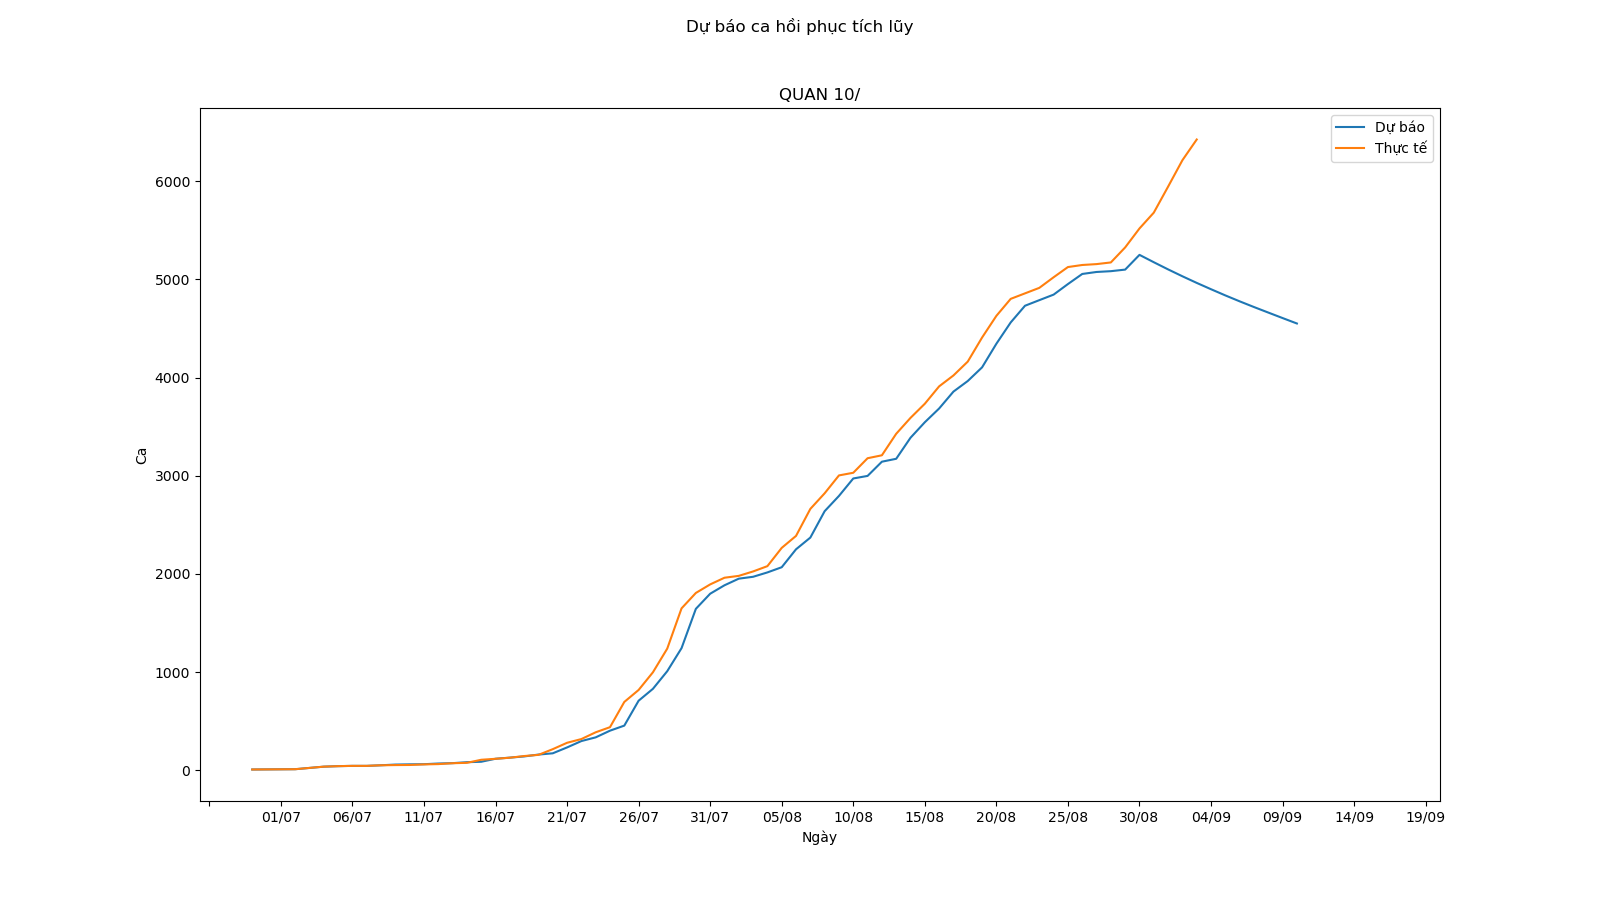 Dự báo ca hồi phục tích lũy
QUAN 10/
Dự báo
Thực tế
6000
5000
4000
3000
2000
1000
0
Ca
01/07 06/07 11/07 16/07 21/07 26/07 31/07 05/08 10/08 15/08 20/08 25/08 30/08 04/09 09/09 14/09 19/09
Ngày